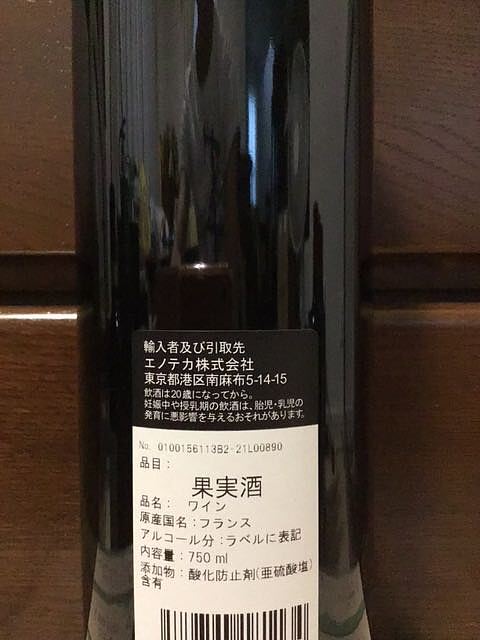 輸入者及び引取先
エノテカ株式会社
東京都港区南麻布5-14-15
飲酒は20歳になってから。
妊娠中や授乳期の飲酒は、胎児・乳児の
発育に悪影響を与えるおそれがあります。
No. 0100156113B2-21L00890
品目：
果実酒
品名： ワイン
原産国名：フランス
アルコール分：ラベルに表記
内容量：750 ml
添加物：酸化防止剤(亜硫酸塩)
含有